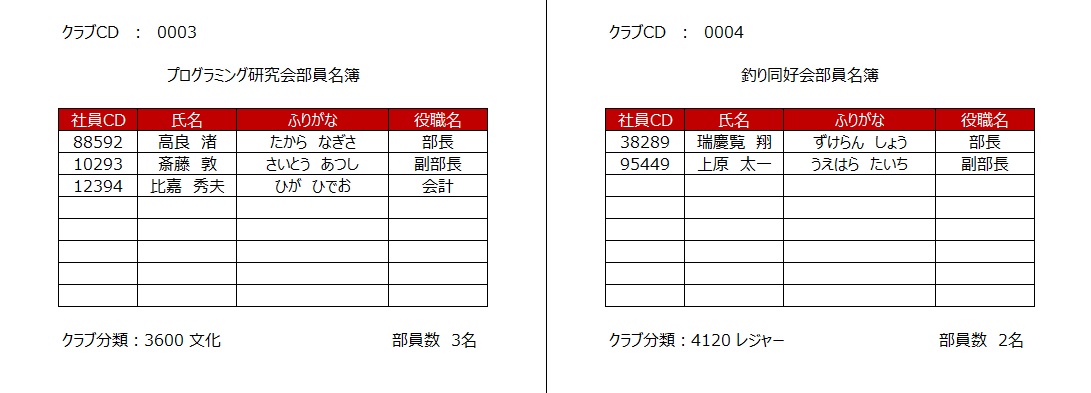 クラブCD ： 0003
プログラミング研究会部員名簿
社員CD 氏名 ふりがな 役職名
88592 高良 渚 たから なぎさ 部長
10293 斎藤 敦 さいとう あつし 副部長
12394 比嘉 秀夫 ひが ひでお 会計
クラブ分類：3600 文化 部員数 3名
クラブCD ： 0004
釣り同好会部員名簿
社員CD 氏名 ふりがな 役職名
38289 瑞慶覧 翔 ずけらん しょう 部長
95449 上原 太一 うえはら たいち 副部長
クラブ分類：4120 レジャー 部員数 2名